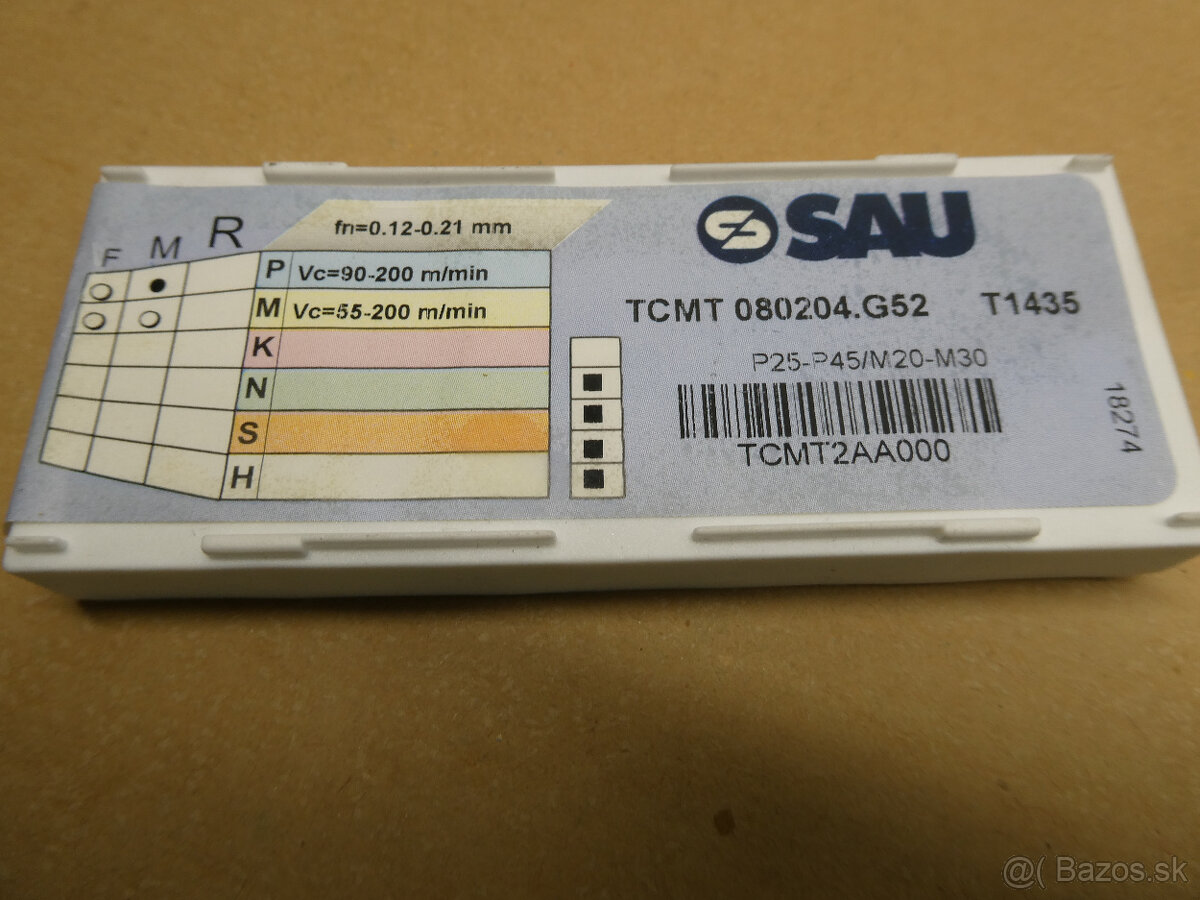 F M R
fn=0.12-0.21 mm
P Vc=90-200 m/min
M Vc=55-200 m/min
K
N
S
H
SAU
TCMT 080204.G52 T1435
P25-P45/M20-M30
TCMT2AA000
18274
@( Bazos.sk